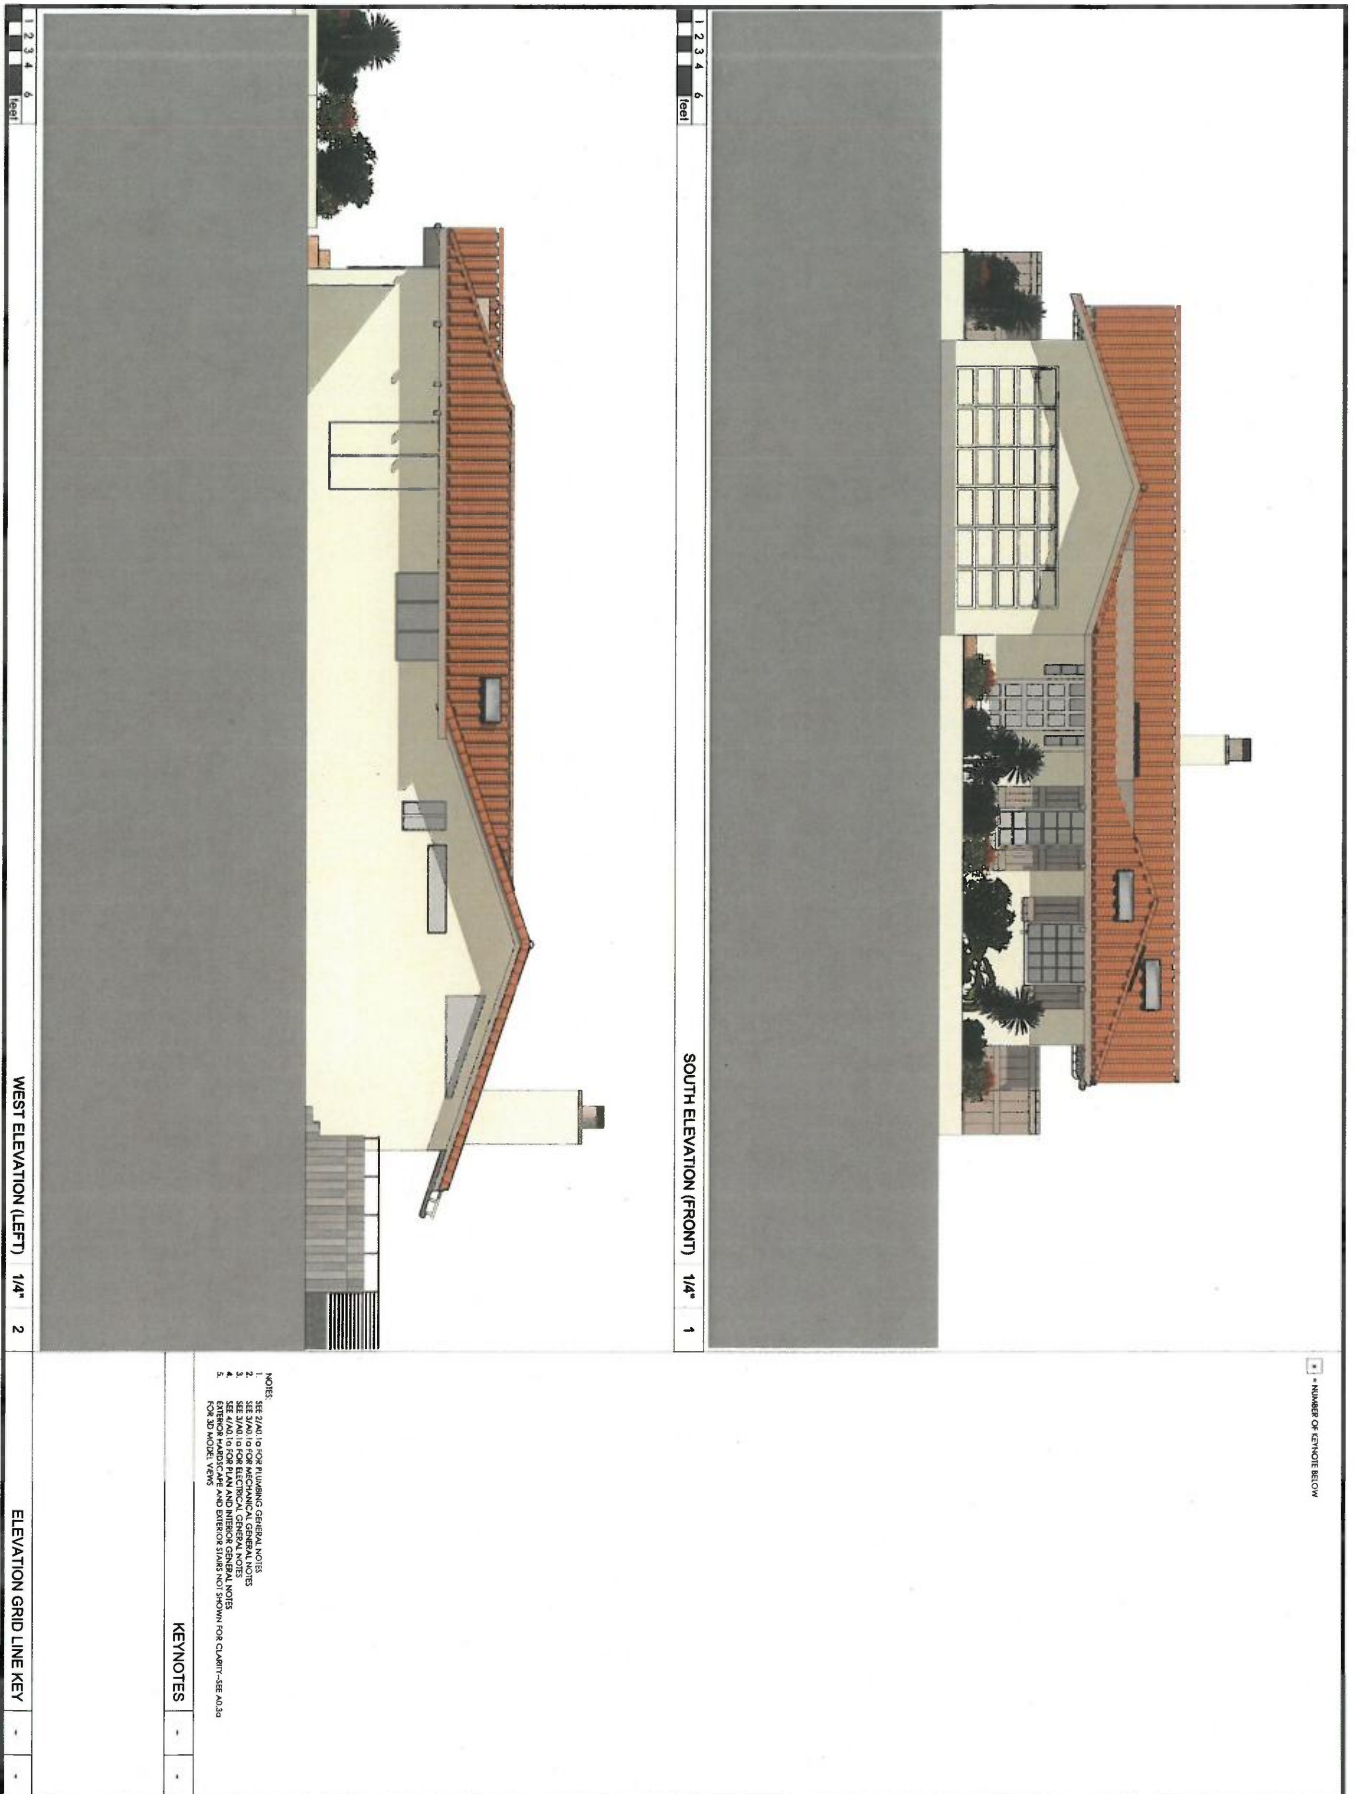 = NUMBER OF KEYNOTE BELOW
1 2 3 4 6
feet
SOUTH ELEVATION (FRONT) 1/4" 1
NOTES:
1. SEE 2/A0.1a FOR PLUMBING GENERAL NOTES
2. SEE 3/A0.1a FOR MECHANICAL GENERAL NOTES
3. SEE 3/A0.1a FOR ELECTRICAL GENERAL NOTES
4. SEE 4/A0.1a FOR PLAN AND INTERIOR GENERAL NOTES
5. EXTERIOR HARDSCAPE AND EXTERIOR STAIRS NOT SHOWN FOR CLARITY--SEE A0.3a
FOR 3D MODEL VIEWS
KEYNOTES - -
1 2 3 4 6
feet
WEST ELEVATION (LEFT) 1/4" 2
ELEVATION GRID LINE KEY - -